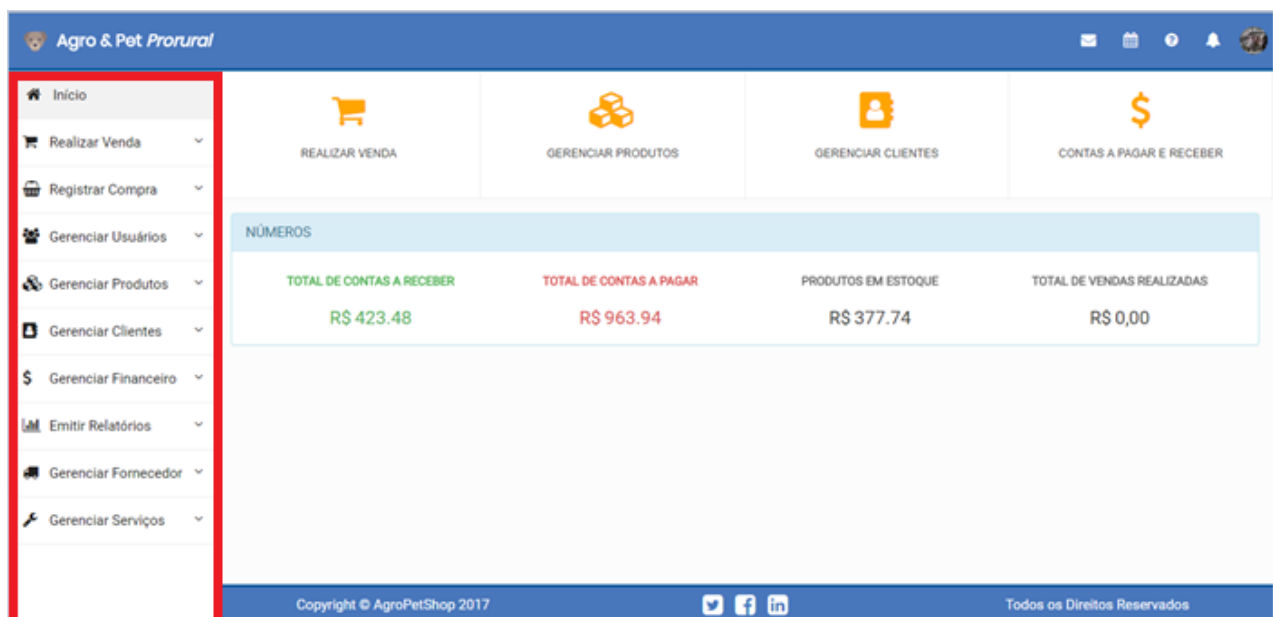 Agro & Pet Prorural
Início
Realizar Venda
Registrar Compra
Gerenciar Usuários
Gerenciar Produtos
Gerenciar Clientes
$ Gerenciar Financeiro
Emitir Relatórios
Gerenciar Fornecedor
Gerenciar Serviços
REALIZAR VENDA
GERENCIAR PRODUTOS
GERENCIAR CLIENTES
$
CONTAS A PAGAR E RECEBER
NÚMEROS
TOTAL DE CONTAS A RECEBER
R$ 423.48
TOTAL DE CONTAS A PAGAR
R$ 963.94
PRODUTOS EM ESTOQUE
R$ 377.74
TOTAL DE VENDAS REALIZADAS
R$ 0,00
Copyright © AgroPetShop 2017
Todos os Direitos Reservados